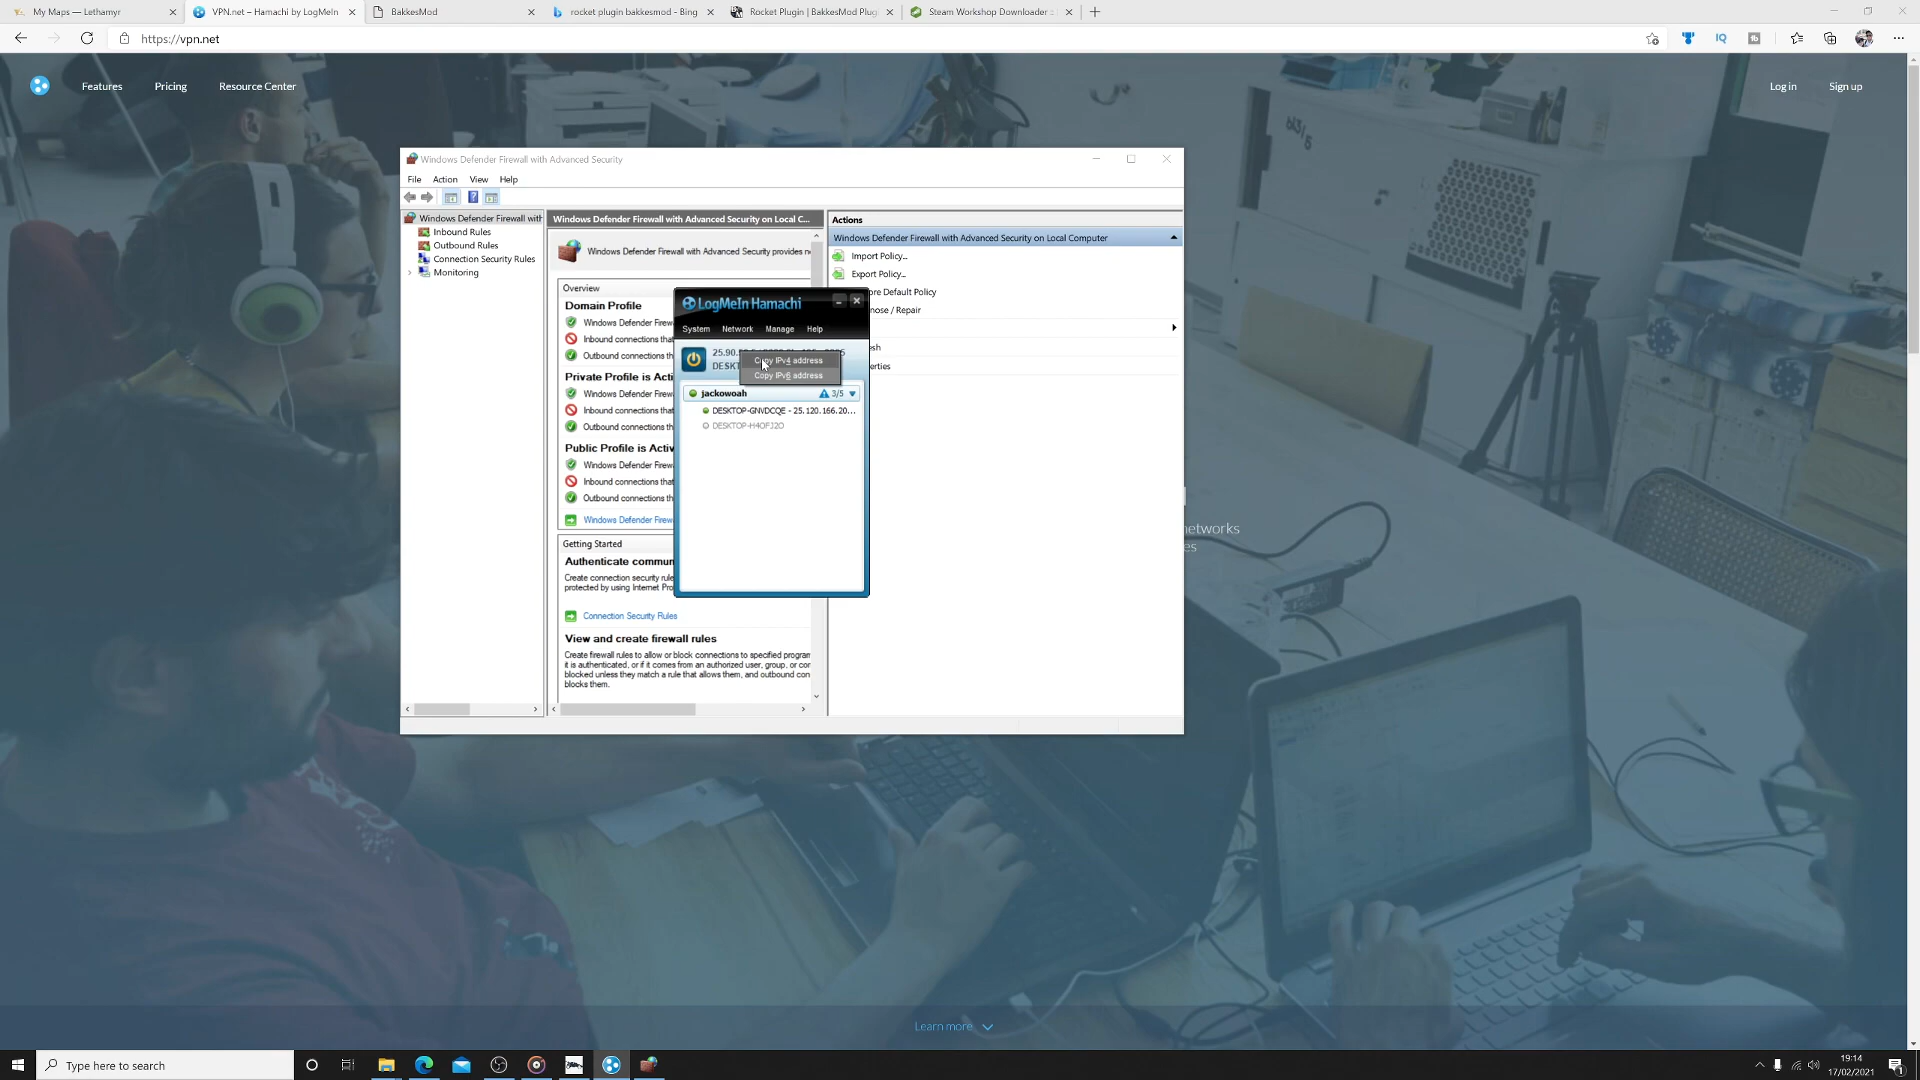 My Maps — Lethamyr
VPN.net – Hamachi by LogMeIn
BakkesMod
rocket plugin bakkesmod - Bing
Rocket Plugin | BakkesMod Plug
Steam Workshop Downloader ::
https://vpn.net
IQ
Features
Pricing
Resource Center
Log in
Sign up
Windows Defender Firewall with Advanced Security
File
Action
View
Help
Windows Defender Firewall with
Inbound Rules
Outbound Rules
Connection Security Rules
Monitoring
Windows Defender Firewall with Advanced Security on Local C...
Windows Defender Firewall with Advanced Security provides n
Overview
Domain Profile
Windows Defender Firew
Inbound connections that
Outbound connections th
Private Profile is Acti
Windows Defender Firew
Inbound connections that
Outbound connections th
Public Profile is Activ
Windows Defender Firew
Inbound connections that
Outbound connections th
Windows Defender Firew
Getting Started
Authenticate commun
Create connection security rule
protected by using Internet Pro
Connection Security Rules
View and create firewall rules
Create firewall rules to allow or block connections to specified program
it is authenticated, or if it comes from an authorized user, group, or com
blocked unless they match a rule that allows them, and outbound con
blocks them.
Actions
Windows Defender Firewall with Advanced Security on Local Computer
Import Policy...
Export Policy...
ore Default Policy
nose / Repair
esh
erties
LogMeIn Hamachi
System
Network
Manage
Help
25.90.
DESKT
Copy IPv4 address
Copy IPv6 address
jackowoah
3/5
DESKTOP-GNVDCQE - 25.120.166.20...
DESKTOP-H4OFJ2O
networks
es
Learn more
Type here to search
19:14
17/02/2021